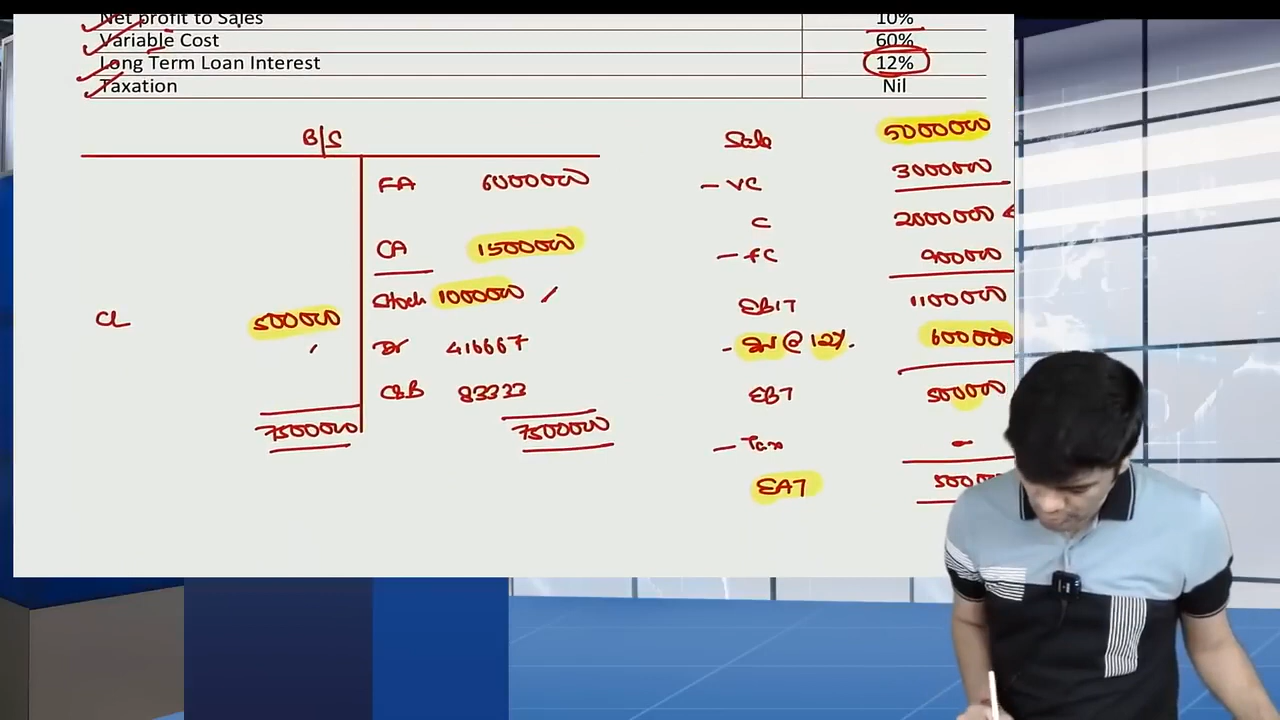 Net profit to Sales 10%
Variable Cost 60%
Long Term Loan Interest 12%
Taxation Nil
B/S
FA 6000000
CA 1500000
Stock 1000000
CL 500000
Dr 416667
C&B 83333
7500000 7500000
Sale 5000000
- VC 3000000
C 2000000
- FC 900000
EBIT 1100000
- Int @ 12%. 600000
EBT 500000
- Tax -
EAT 5000